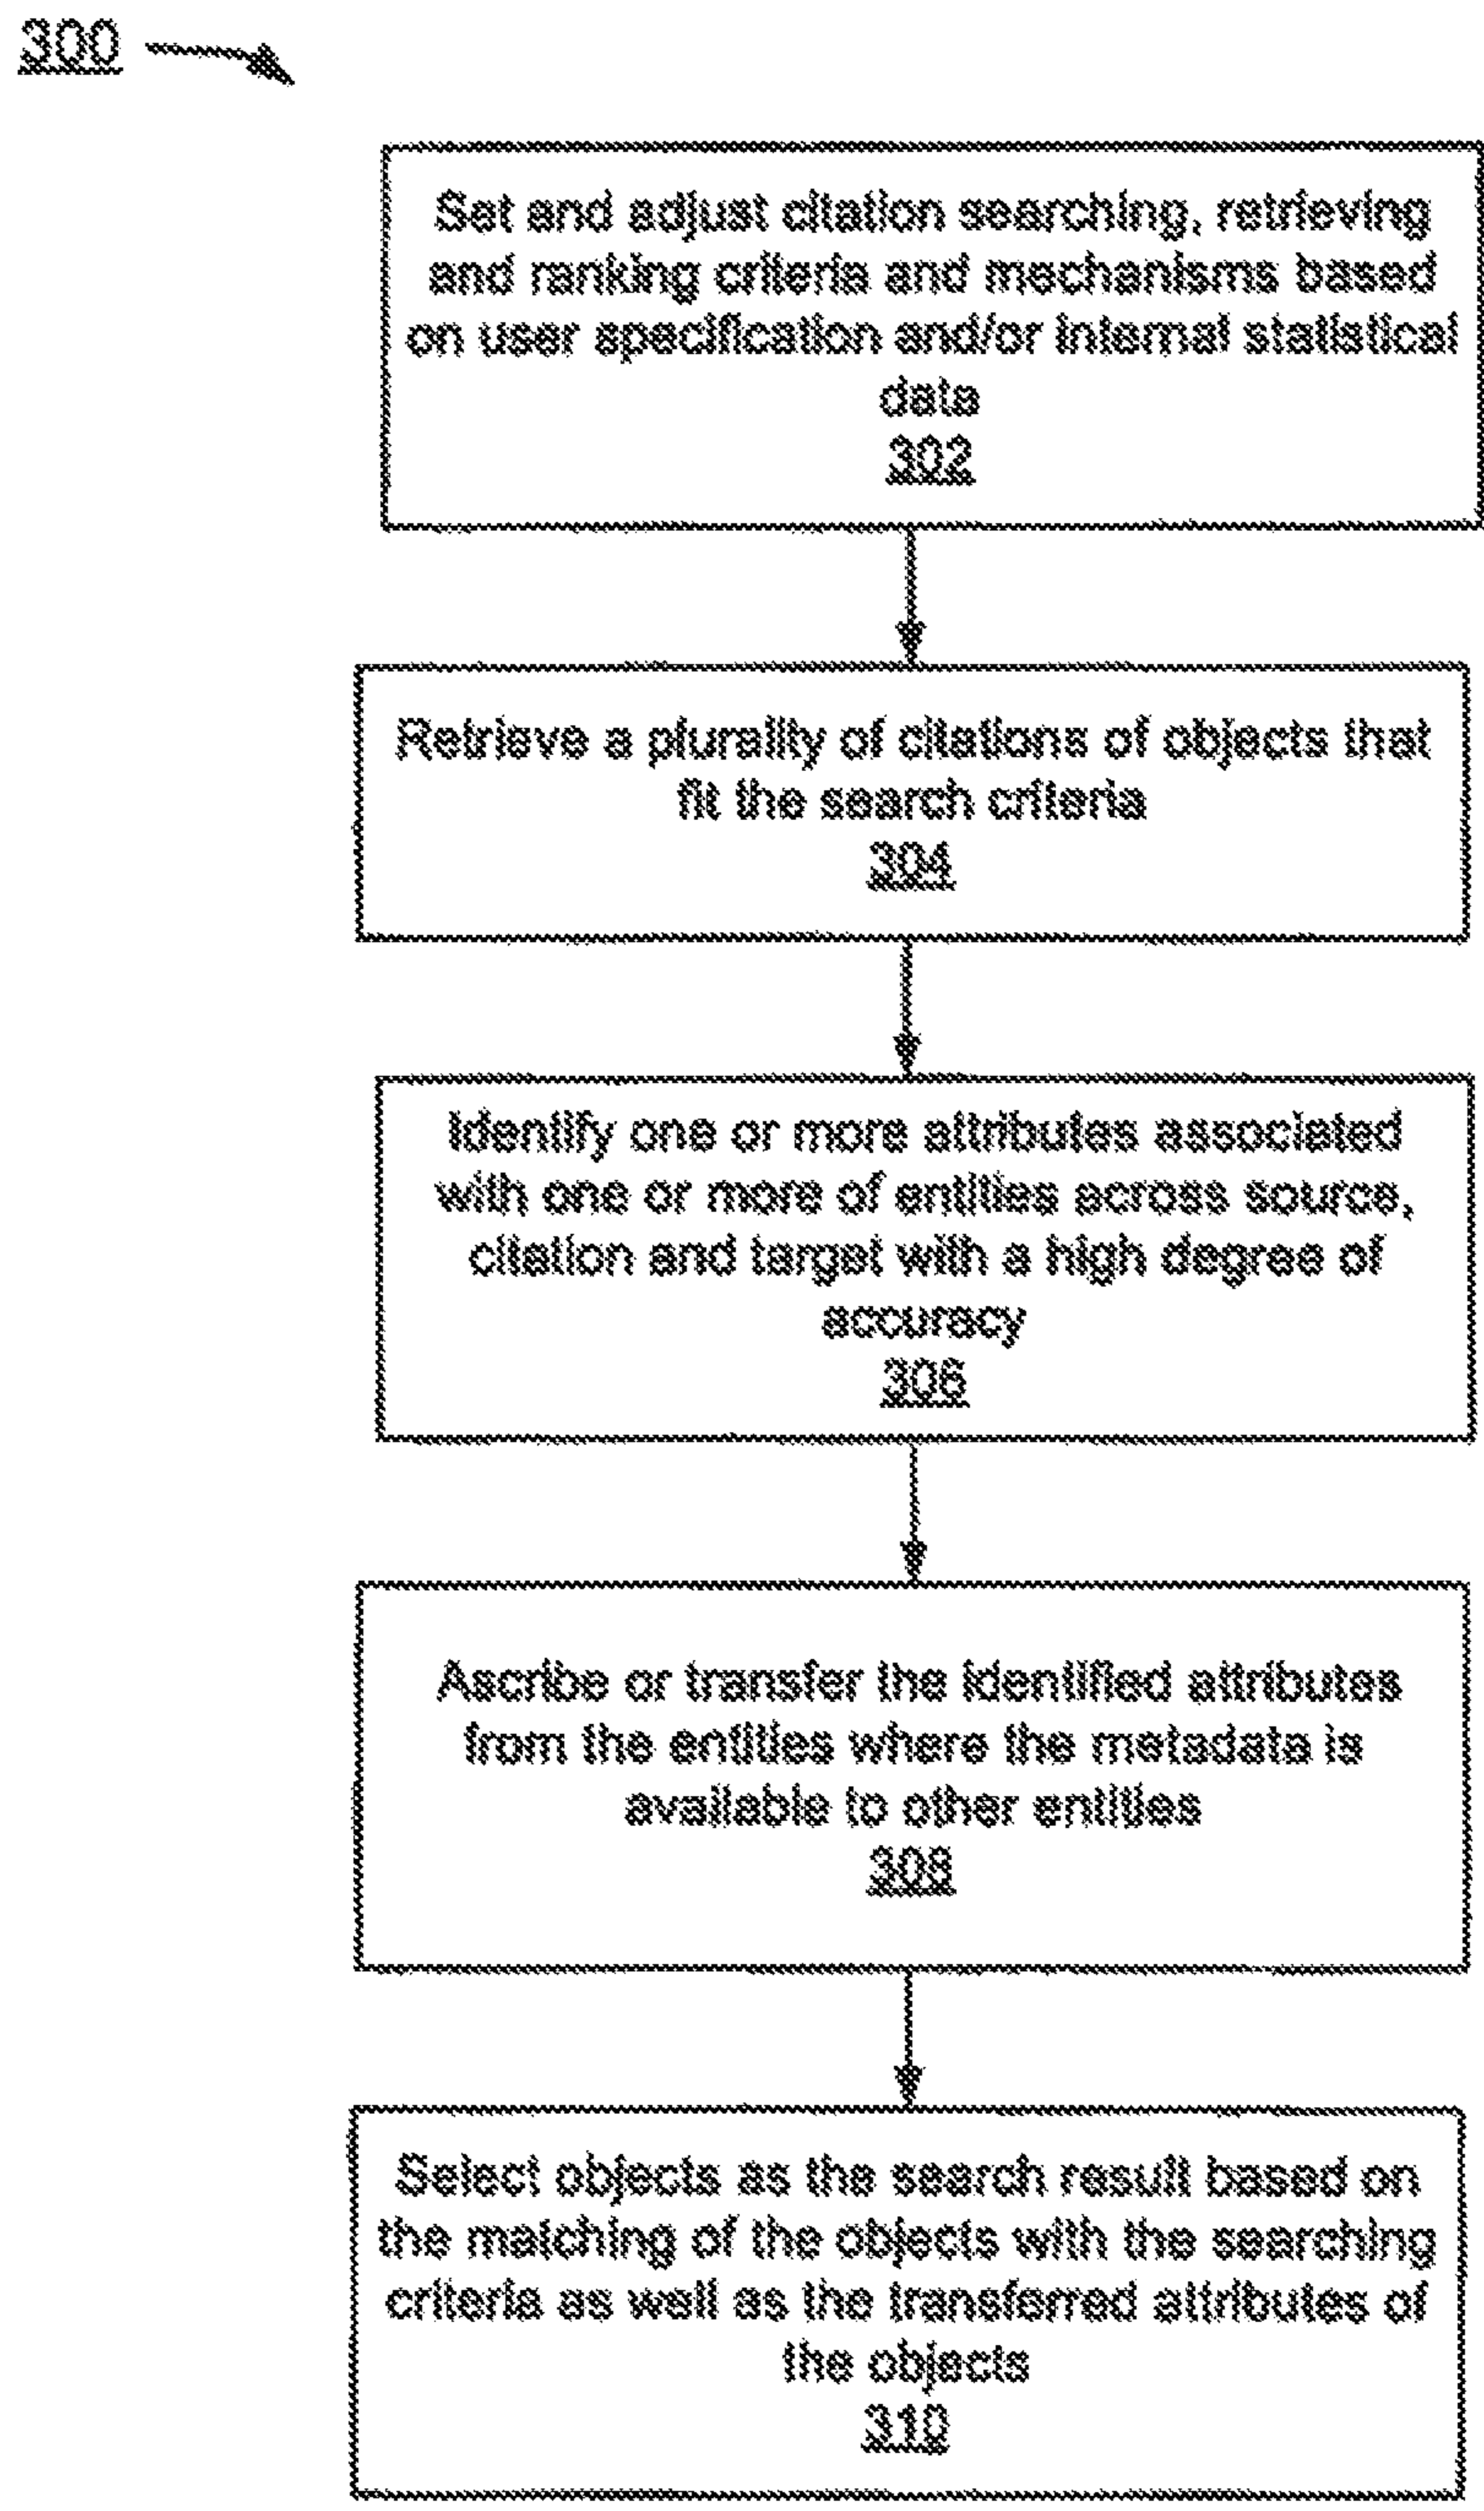 300
Set and adjust citation searching, retrieving
and ranking criteria and mechanisms based
on user specification and/or internal statistical
data
302
Retrieve a plurality of citations of objects that
fit the search criteria
304
Identify one or more attributes associated
with one or more of entities across source,
citation and target with a high degree of
accuracy
306
Ascribe or transfer the identified attributes
from the entities where the metadata is
available to other entities
308
Select objects as the search result based on
the matching of the objects with the searching
criteria as well as the transferred attributes of
the objects
310